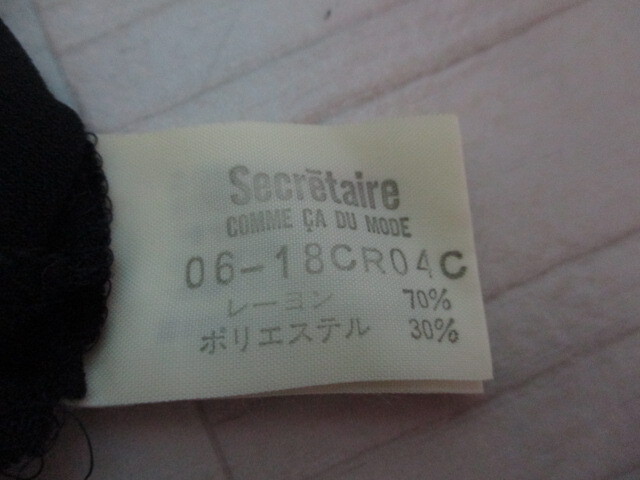 Secrētaire
COMME ÇA DU MODE
06-18CR04C
レーヨン 70%
ポリエステル 30%